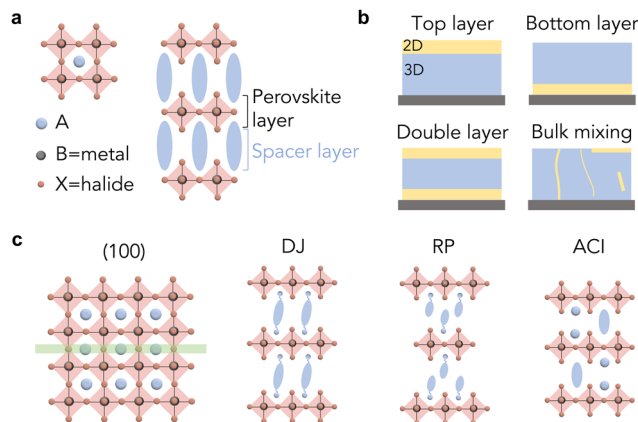 a
A
B=metal
X=halide
Perovskite
layer
Spacer layer
b
Top layer
Bottom layer
2D
3D
Double layer
Bulk mixing
c
(100)
DJ
RP
ACI